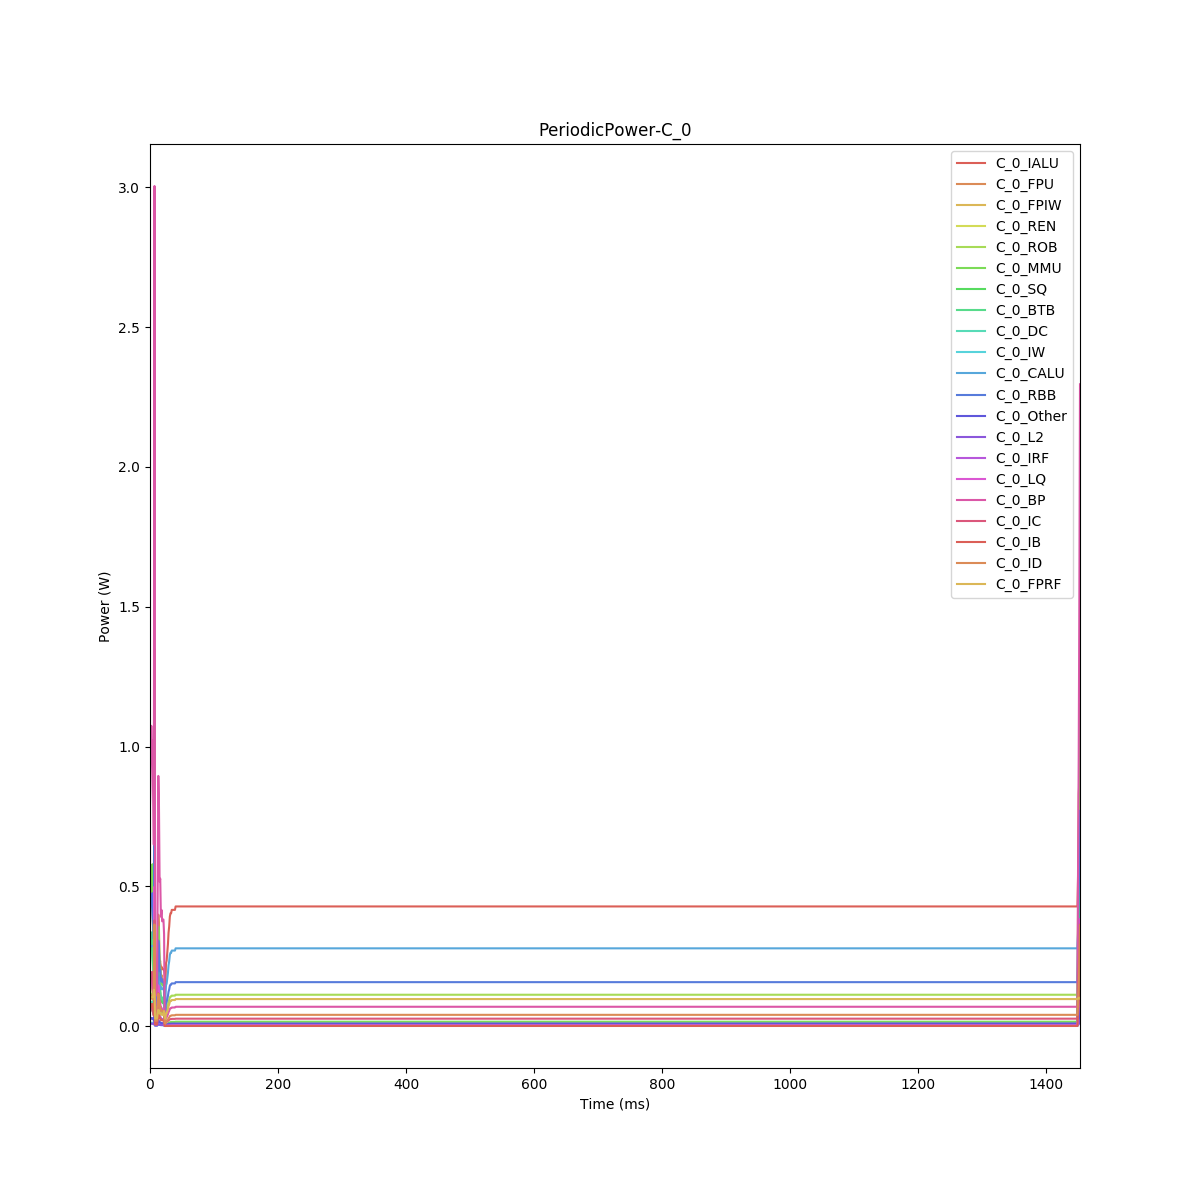 PeriodicPower-C_0
3.0
2.5
2.0
1.5
1.0
0.5
0.0
Power (W)
0
200
400
600
800
1000
1200
1400
Time (ms)
C_0_IALU
C_0_FPU
C_0_FPIW
C_0_REN
C_0_ROB
C_0_MMU
C_0_SQ
C_0_BTB
C_0_DC
C_0_IW
C_0_CALU
C_0_RBB
C_0_Other
C_0_L2
C_0_IRF
C_0_LQ
C_0_BP
C_0_IC
C_0_IB
C_0_ID
C_0_FPRF